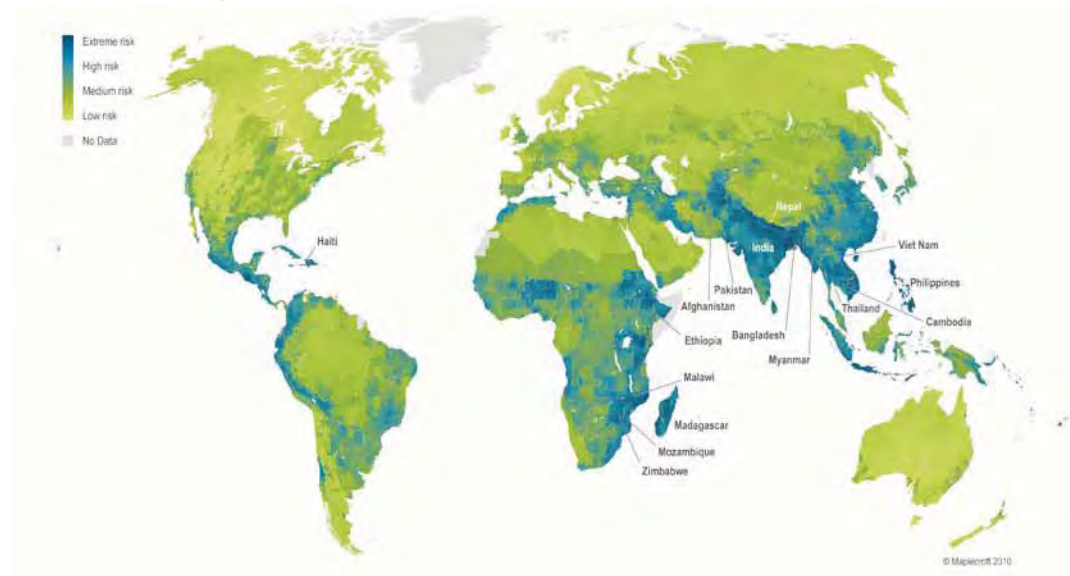 Extreme risk
High risk
Medium risk
Low risk
No Data
Haiti
Nepal
India
Viet Nam
Pakistan
Philippines
Afghanistan
Thailand
Bangladesh
Cambodia
Ethiopia
Myanmar
Malawi
Madagascar
Mozambique
Zimbabwe
© Maplecroft 2010